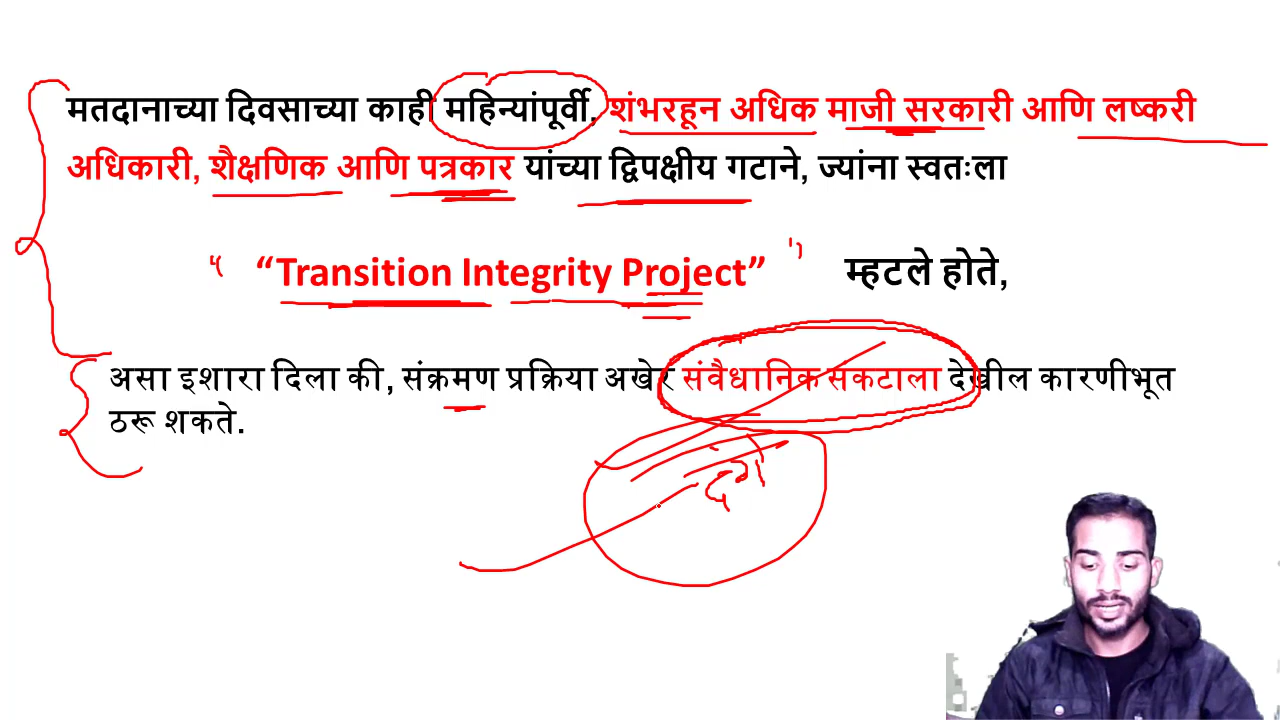 मतदानाच्या दिवसाच्या काही महिन्यांपूर्वी, शंभरहून अधिक माजी सरकारी आणि लष्करी
अधिकारी, शैक्षणिक आणि पत्रकार यांच्या द्विपक्षीय गटाने, ज्यांना स्वतःला
“Transition Integrity Project” म्हटले होते,
असा इशारा दिला की, संक्रमण प्रक्रिया अखेर संवैधानिक संकटाला देखील कारणीभूत
ठरू शकते.
दंगे